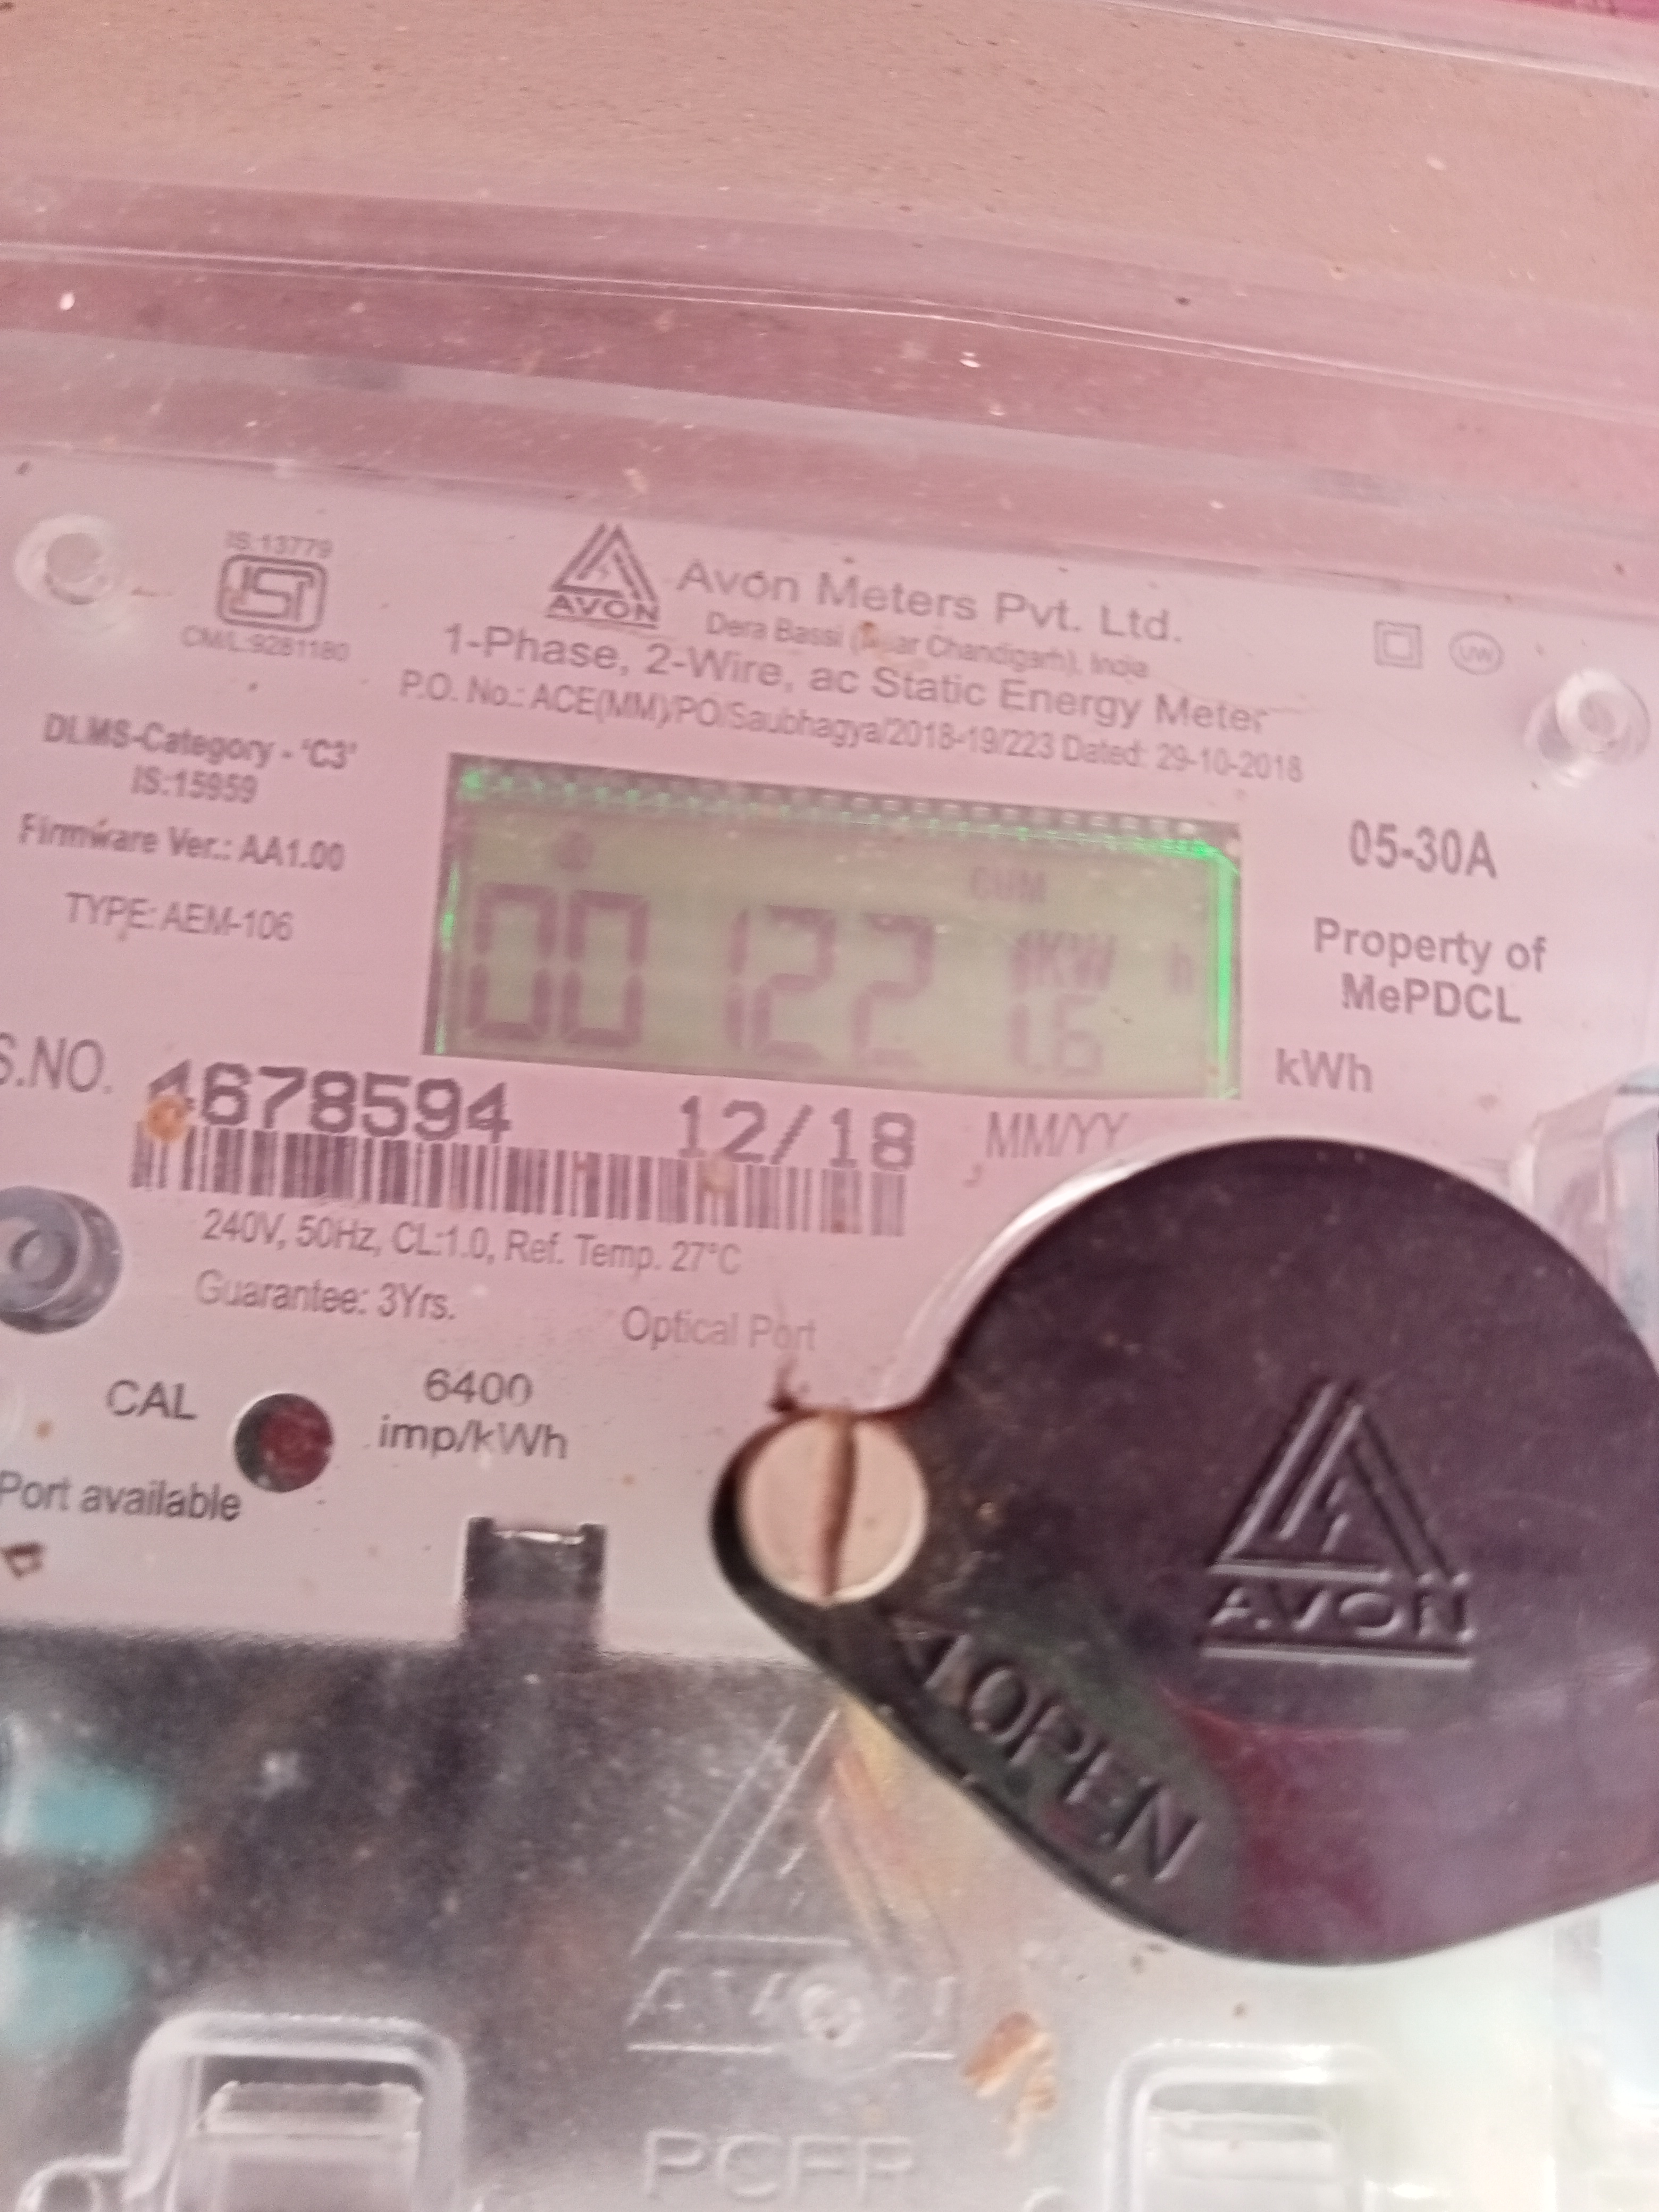 IS:13779
ISI
CM/L:9281180
AVON
Avon Meters Pvt. Ltd.
Dera Bassi (Near Chandigarh), India
1-Phase, 2-Wire, ac Static Energy Meter
P.O. No.: ACE(MM)/PO/Saubhagya/2018-19/223 Dated: 29-10-2018
UW
DLMS-Category - 'C3'
IS:15959
Firmware Ver.: AA1.00
TYPE: AEM-106
CUM
001221.6
KW h
05-30A
Property of
MePDCL
kWh
S.NO. 4678594 12/18 MM/YY
240V, 50Hz, CL:1.0, Ref. Temp. 27°C
Guarantee: 3Yrs.
Optical Port
CAL
6400
imp/kWh
Port available
AVON
OPEN
AVON